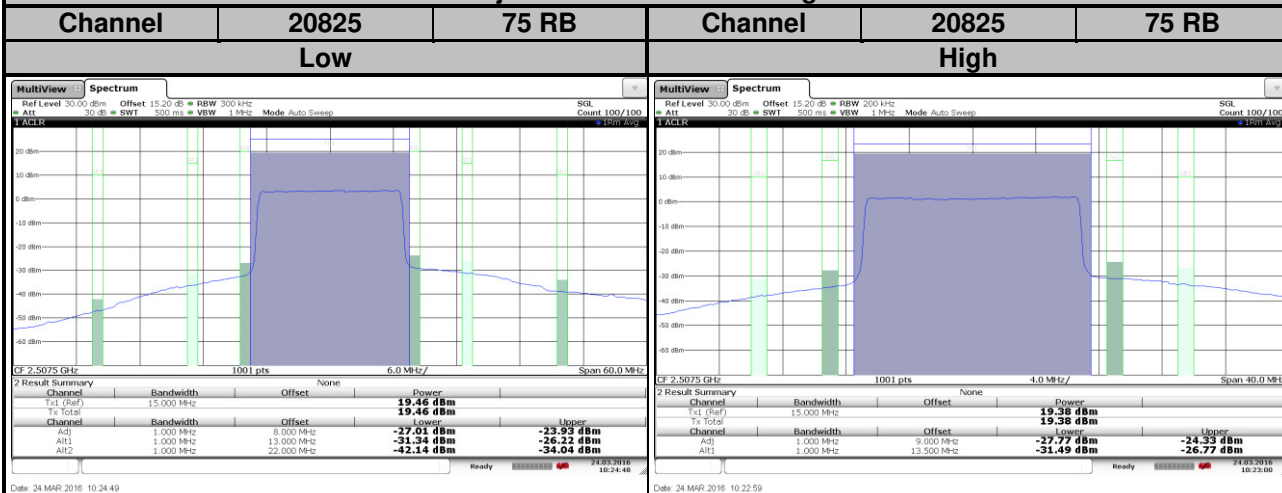 Channel 20825 75 RB Channel 20825 75 RB
Low High
MultiView Spectrum
Ref Level 30.00 dBm Offset 15.20 dB RBW 300 kHz SGL
Att 30 dB SWT 500 ms VBW 1 MHz Mode Auto Sweep Count 100/100
1 ACLR 1Rm Avg
20 dBm
10 dBm
0 dBm
-10 dBm
-20 dBm
-30 dBm
-40 dBm
-50 dBm
-60 dBm
CF 2.5075 GHz 1001 pts 6.0 MHz/ Span 60.0 MHz
2 Result Summary None
Channel Bandwidth Offset Power
Tx1 (Ref) 15.000 MHz 19.46 dBm
Tx Total 19.46 dBm
Channel Bandwidth Offset Lower Upper
Adj 1.000 MHz 8.000 MHz -27.01 dBm -23.93 dBm
Alt1 1.000 MHz 13.000 MHz -31.34 dBm -26.22 dBm
Alt2 1.000 MHz 22.000 MHz -42.14 dBm -34.04 dBm
Ready 24.03.2016
10:24:48
Date: 24.MAR.2016 10:24:49
MultiView Spectrum
Ref Level 30.00 dBm Offset 15.20 dB RBW 200 kHz SGL
Att 30 dB SWT 500 ms VBW 1 MHz Mode Auto Sweep Count 100/100
1 ACLR 1Rm Avg
20 dBm
10 dBm
0 dBm
-10 dBm
-20 dBm
-30 dBm
-40 dBm
-50 dBm
-60 dBm
CF 2.5075 GHz 1001 pts 4.0 MHz/ Span 40.0 MHz
2 Result Summary None
Channel Bandwidth Offset Power
Tx1 (Ref) 15.000 MHz 19.38 dBm
Tx Total 19.38 dBm
Channel Bandwidth Offset Lower Upper
Adj 1.000 MHz 9.000 MHz -27.77 dBm -24.33 dBm
Alt1 1.000 MHz 13.500 MHz -31.49 dBm -26.77 dBm
Ready 24.03.2016
10:23:00
Date: 24.MAR.2016 10:22:59